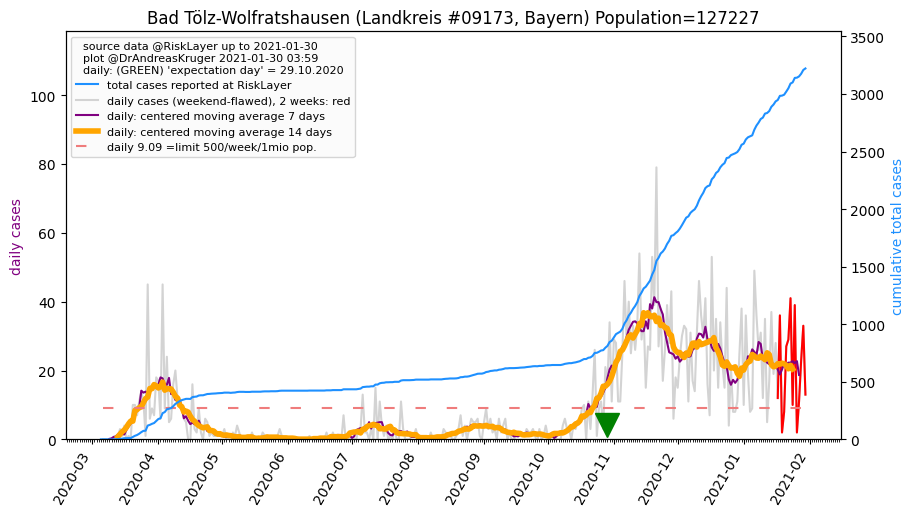 Bad Tölz-Wolfratshausen (Landkreis #09173, Bayern) Population=127227
source data @RiskLayer up to 2021-01-30
plot @DrAndreasKruger 2021-01-30 03:59
daily: (GREEN) 'expectation day' = 29.10.2020
total cases reported at RiskLayer
daily cases (weekend-flawed), 2 weeks: red
daily: centered moving average 7 days
daily: centered moving average 14 days
daily 9.09 =limit 500/week/1mio pop.
daily cases
100
80
60
40
20
0
cumulative total cases
3500
3000
2500
2000
1500
1000
500
0
2020-03
2020-04
2020-05
2020-06
2020-07
2020-08
2020-09
2020-10
2020-11
2020-12
2021-01
2021-02